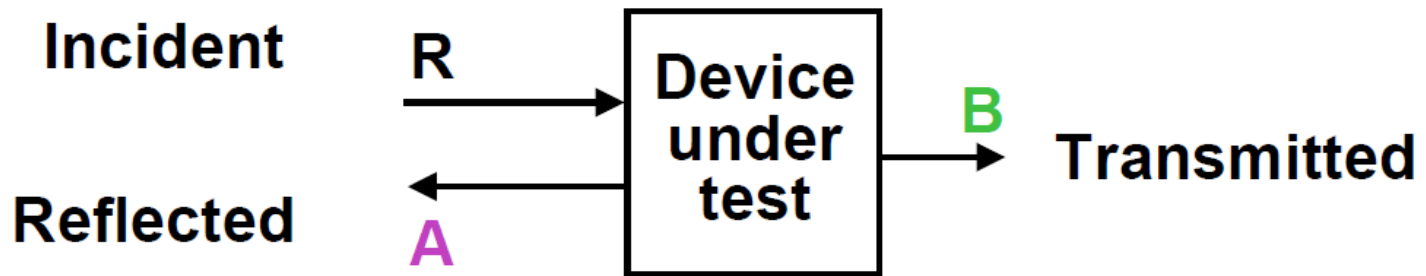 Incident
R
Reflected
A
Device
under
test
B
Transmitted